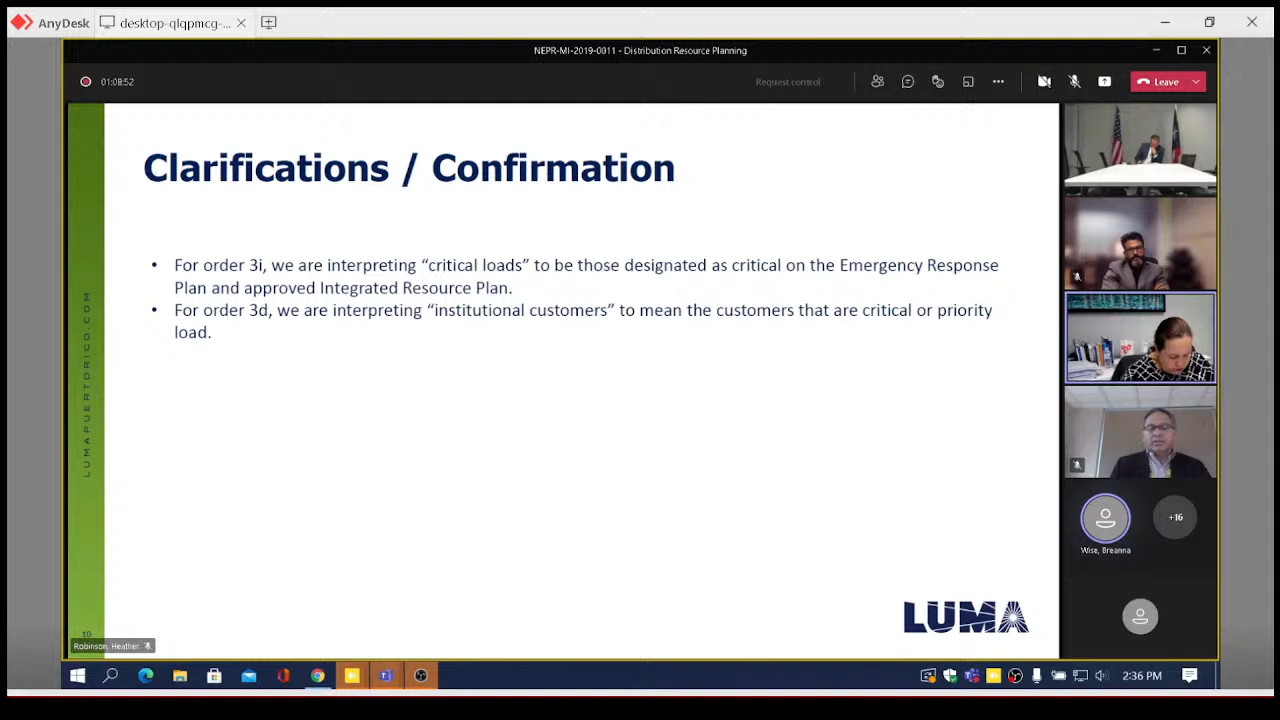 AnyDesk
desktop-qlqpmcg-...
NEPR-MI-2019-0011 - Distribution Resource Planning
01:08:52
Request control
Leave
Clarifications / Confirmation
• For order 3i, we are interpreting “critical loads” to be those designated as critical on the Emergency Response
Plan and approved Integrated Resource Plan.
• For order 3d, we are interpreting “institutional customers” to mean the customers that are critical or priority
load.
LUMAPUERTORICO.COM
+16
Wise, Breanna
LUMA
10
Robinson, Heather
2:36 PM